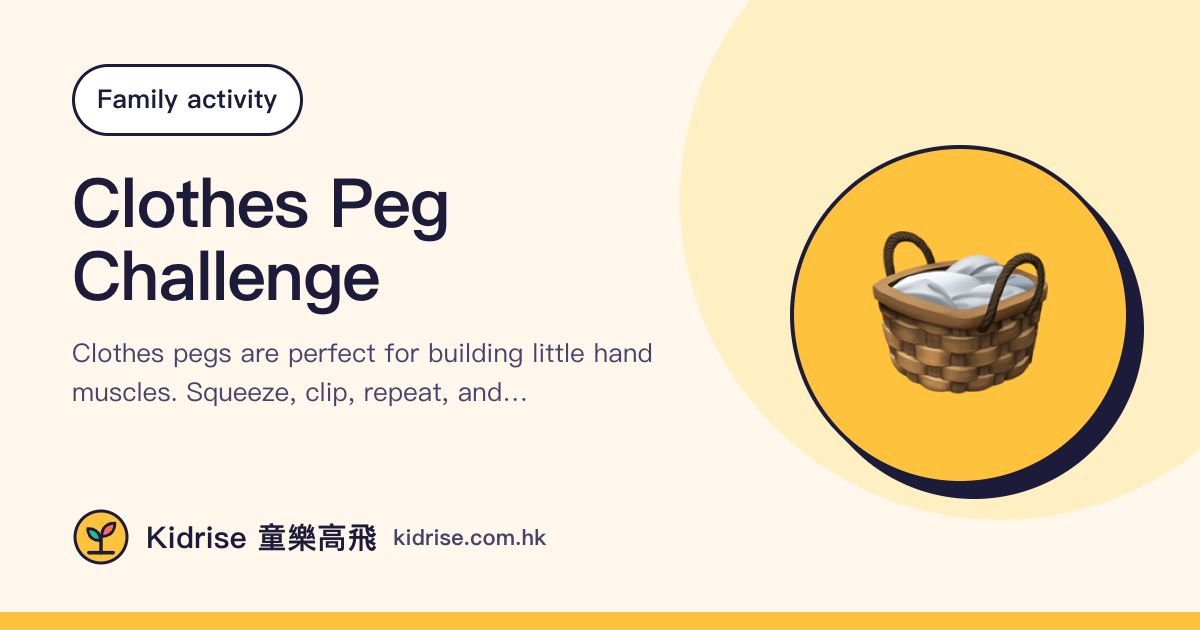 Family activity
Clothes Peg
Challenge
Clothes pegs are perfect for building little hand
muscles. Squeeze, clip, repeat, and…
Kidrise 童樂高飛 kidrise.com.hk